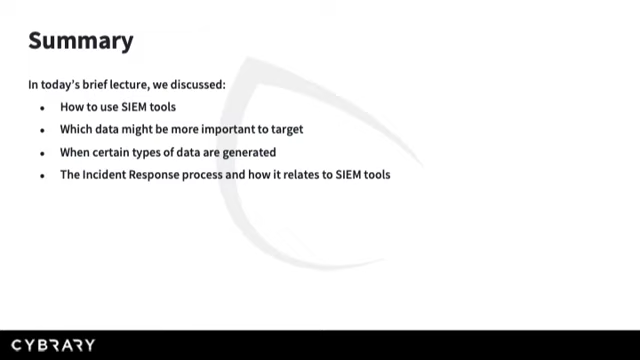 Summary
In today's brief lecture, we discussed:
• How to use SIEM tools
• Which data might be more important to target
• When certain types of data are generated
• The Incident Response process and how it relates to SIEM tools
CYBRARY